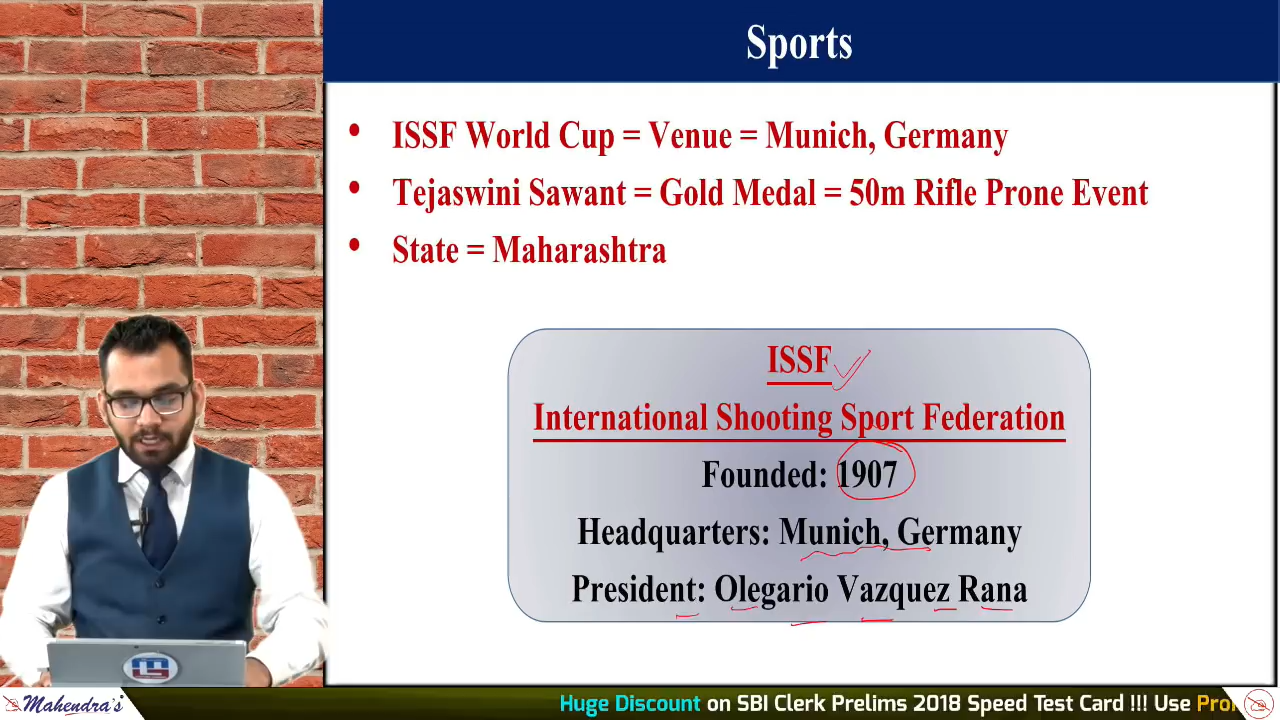 Sports
• ISSF World Cup = Venue = Munich, Germany
• Tejaswini Sawant = Gold Medal = 50m Rifle Prone Event
• State = Maharashtra
ISSF
International Shooting Sport Federation
Founded: 1907
Headquarters: Munich, Germany
President: Olegario Vazquez Rana
Mahendra's
Huge Discount on SBI Clerk Prelims 2018 Speed Test Card !!! Use Pro